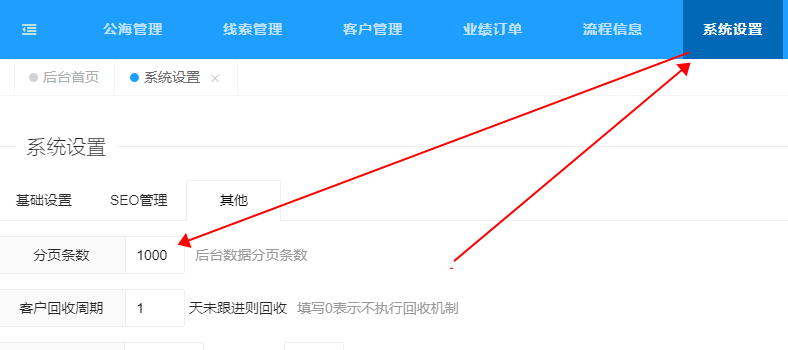 公海管理 线索管理 客户管理 业绩订单 流程信息 系统设置
后台首页 系统设置
系统设置
基础设置 SEO管理 其他
分页条数 1000 后台数据分页条数
客户回收周期 1 天未跟进则回收 填写0表示不执行回收机制